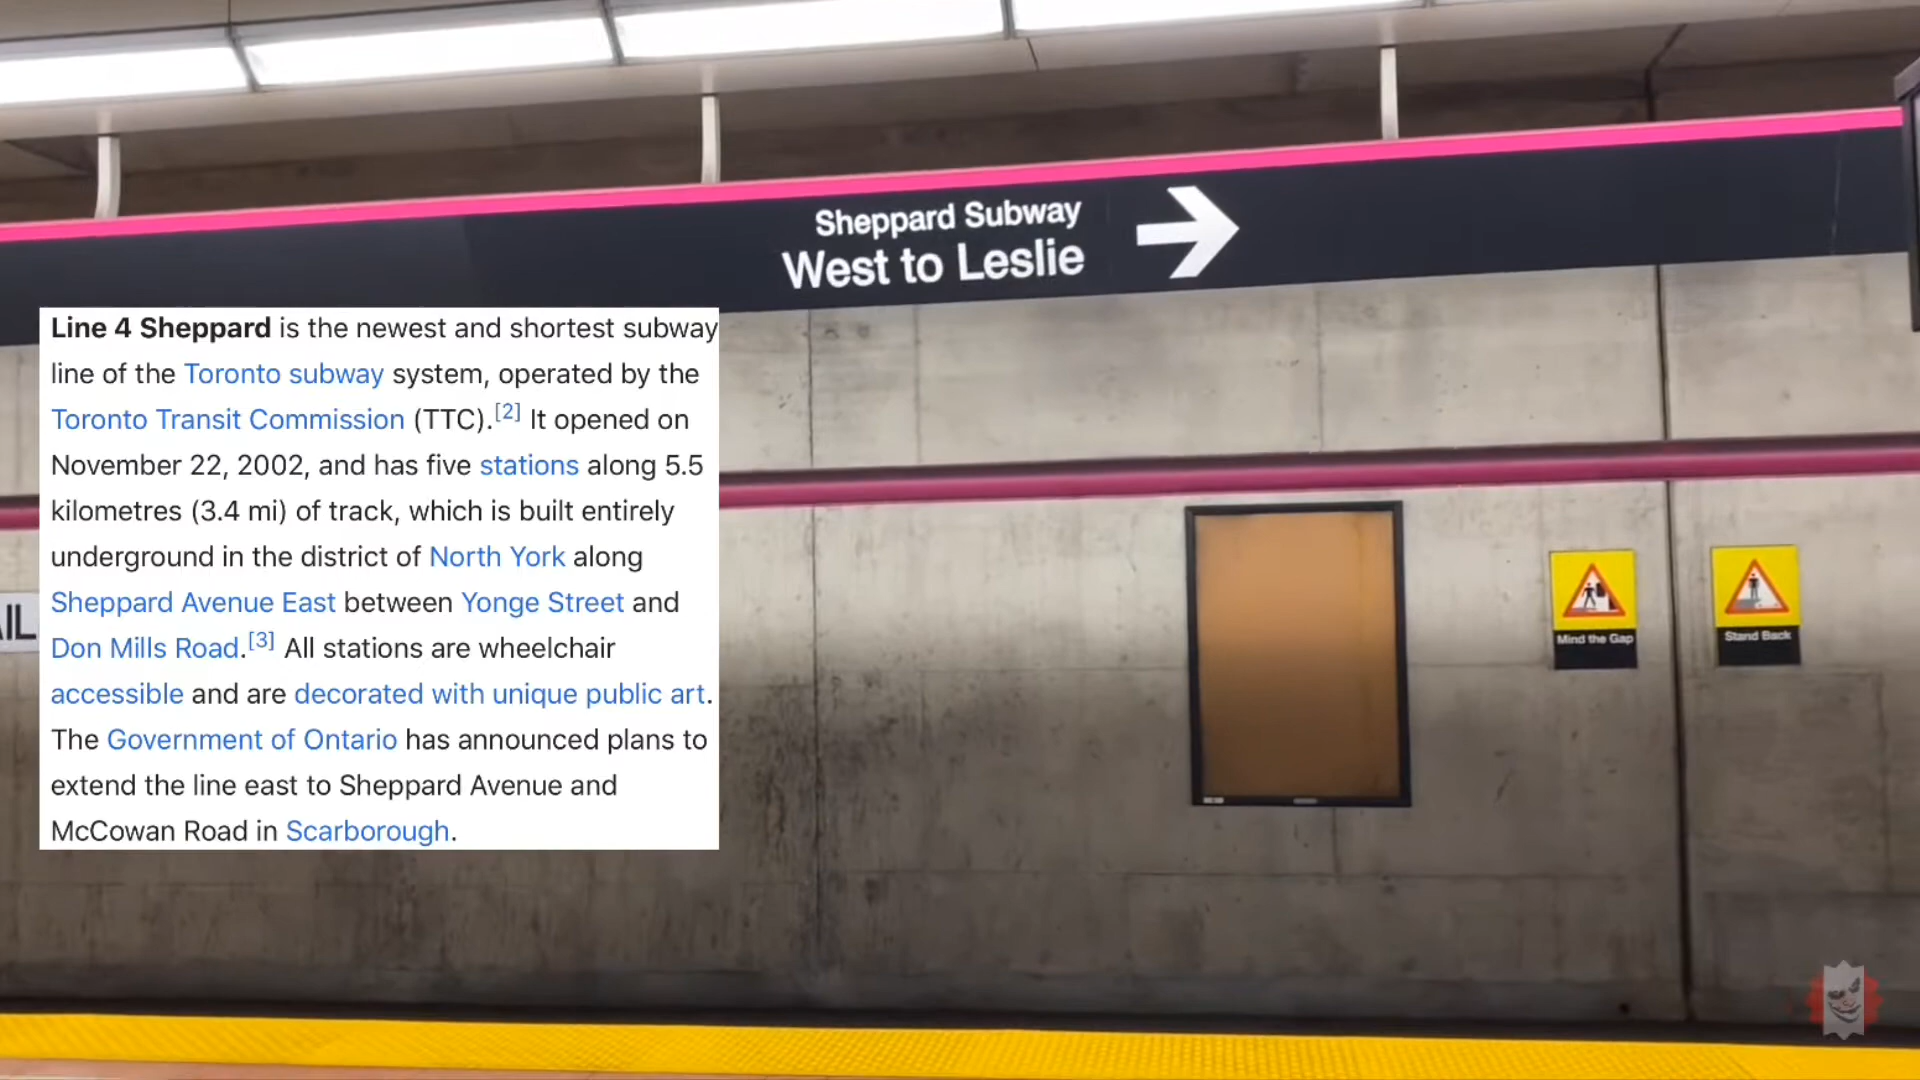 Sheppard Subway
West to Leslie
Line 4 Sheppard is the newest and shortest subway
line of the Toronto subway system, operated by the
Toronto Transit Commission (TTC).[2] It opened on
November 22, 2002, and has five stations along 5.5
kilometres (3.4 mi) of track, which is built entirely
underground in the district of North York along
Sheppard Avenue East between Yonge Street and
Don Mills Road.[3] All stations are wheelchair
accessible and are decorated with unique public art.
The Government of Ontario has announced plans to
extend the line east to Sheppard Avenue and
McCowan Road in Scarborough.
IL
Mind the Gap
Stand Back